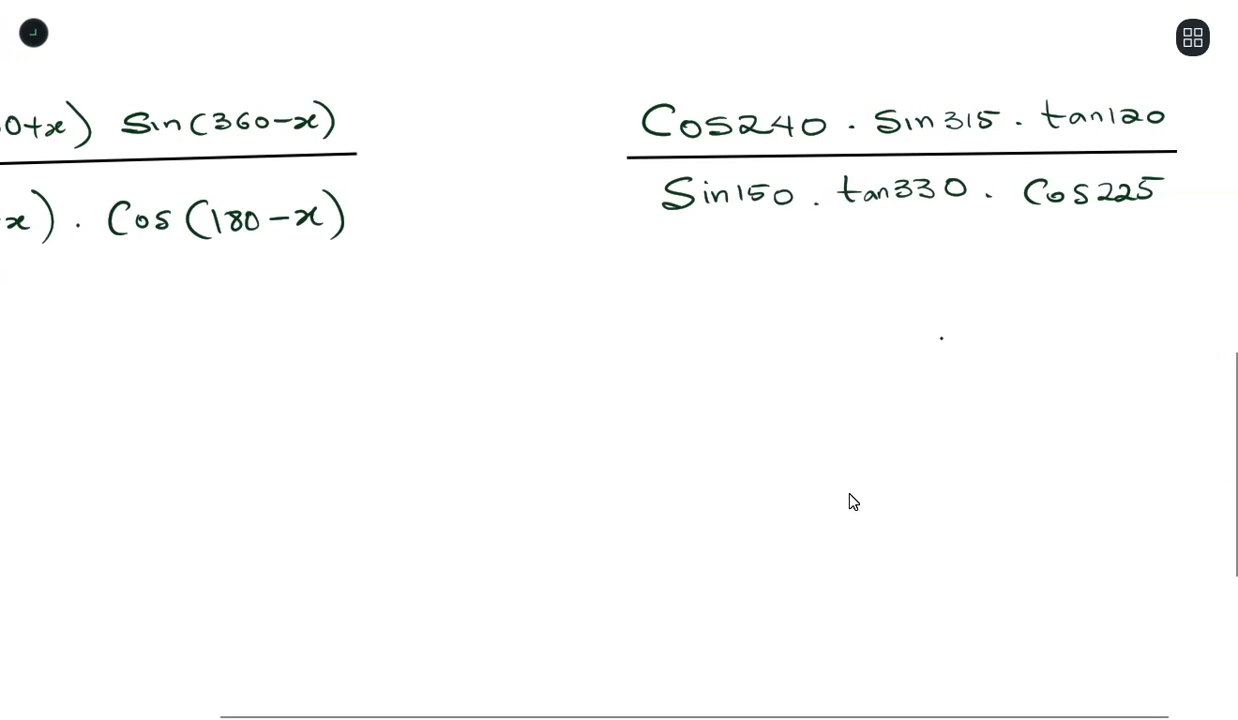 0+x) Sin(360-x)
x) . Cos (180-x)
Cos240 . Sin315 . tan120
Sin150 . tan330 . Cos225